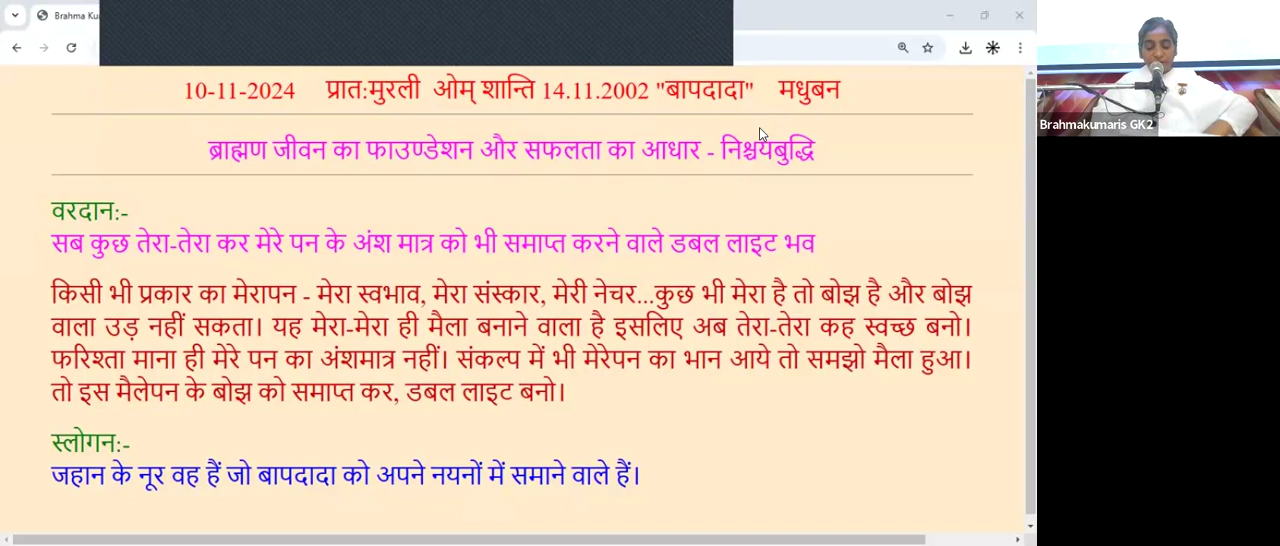 Brahma Ku
10-11-2024 प्रात:मुरली ओम् शान्ति 14.11.2002 "बापदादा" मधुबन
ब्राह्मण जीवन का फाउण्डेशन और सफलता का आधार - निश्चयबुद्धि
वरदान:-
सब कुछ तेरा-तेरा कर मेरे पन के अंश मात्र को भी समाप्त करने वाले डबल लाइट भव
किसी भी प्रकार का मेरापन - मेरा स्वभाव, मेरा संस्कार, मेरी नेचर...कुछ भी मेरा है तो बोझ है और बोझ
वाला उड़ नहीं सकता। यह मेरा-मेरा ही मैला बनाने वाला है इसलिए अब तेरा-तेरा कह स्वच्छ बनो।
फरिश्ता माना ही मेरे पन का अंशमात्र नहीं। संकल्प में भी मेरेपन का भान आये तो समझो मैला हुआ।
तो इस मैलेपन के बोझ को समाप्त कर, डबल लाइट बनो।
स्लोगन:-
जहान के नूर वह हैं जो बापदादा को अपने नयनों में समाने वाले हैं।
Brahmakumaris GK2